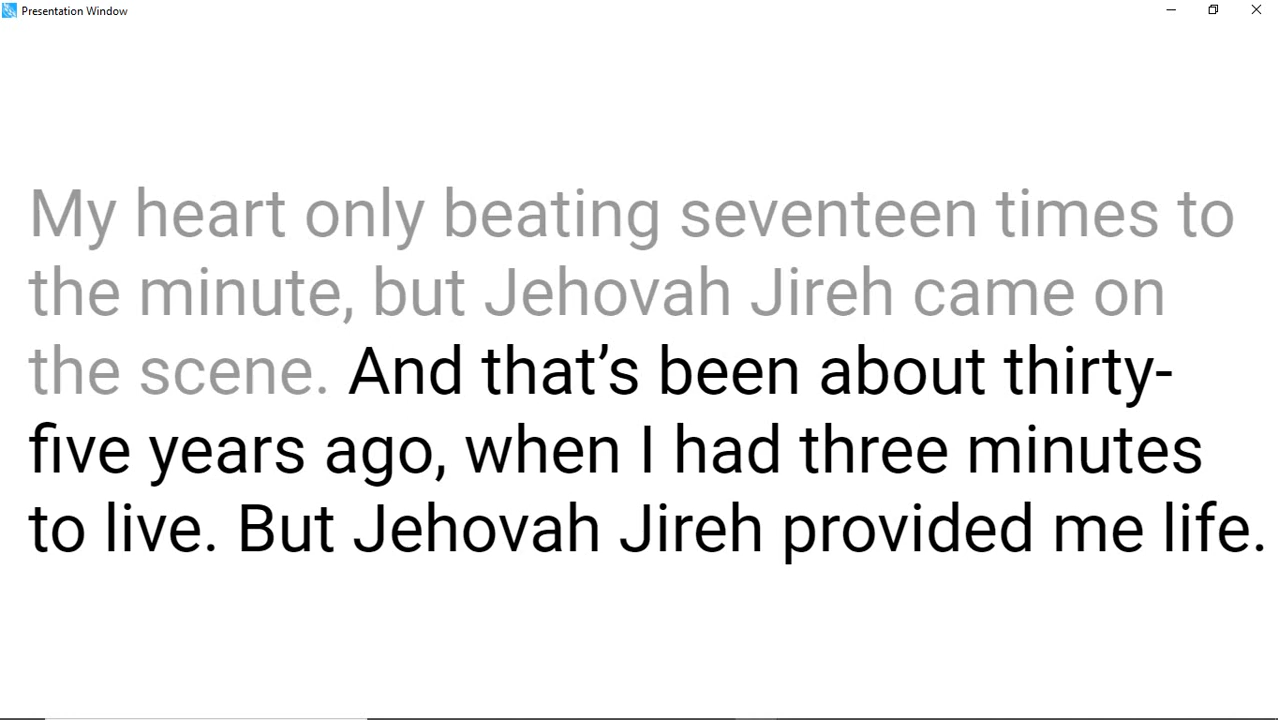 Presentation Window
My heart only beating seventeen times to
the minute, but Jehovah Jireh came on
the scene. And that’s been about thirty-
five years ago, when I had three minutes
to live. But Jehovah Jireh provided me life.